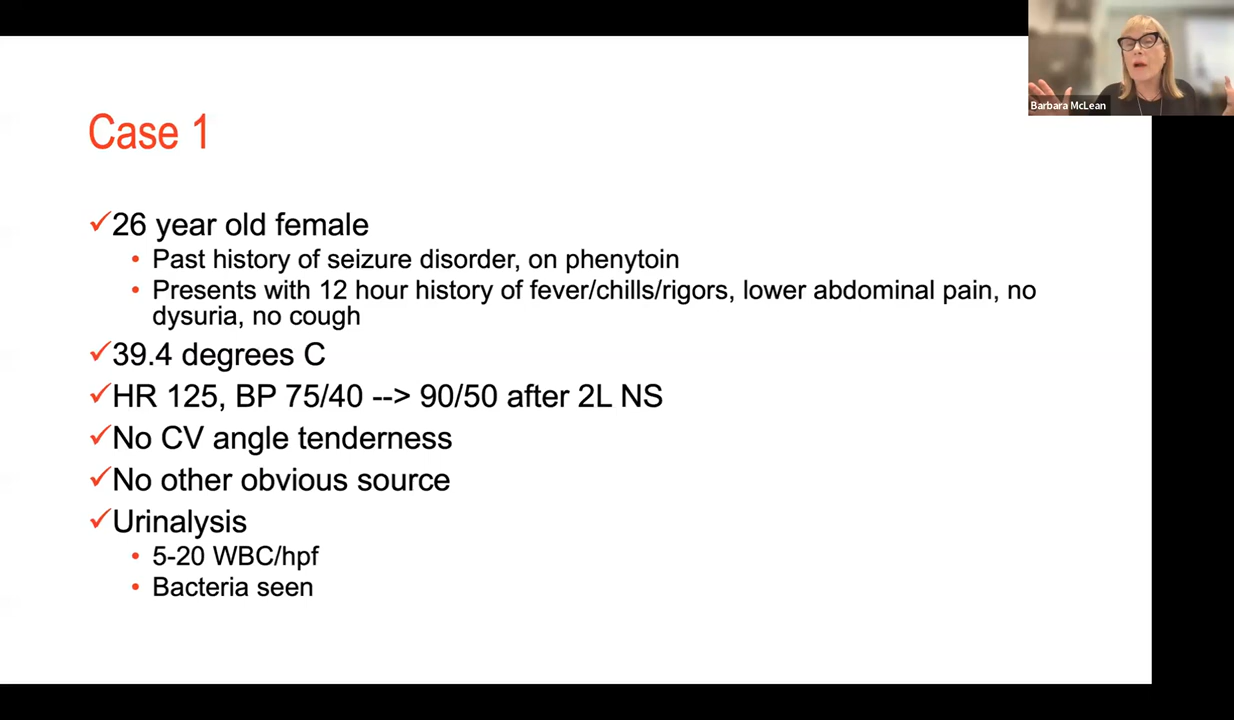 Barbara McLean
Case 1
✓26 year old female
• Past history of seizure disorder, on phenytoin
• Presents with 12 hour history of fever/chills/rigors, lower abdominal pain, no
dysuria, no cough
✓39.4 degrees C
✓HR 125, BP 75/40 --> 90/50 after 2L NS
✓No CV angle tenderness
✓No other obvious source
✓Urinalysis
• 5-20 WBC/hpf
• Bacteria seen